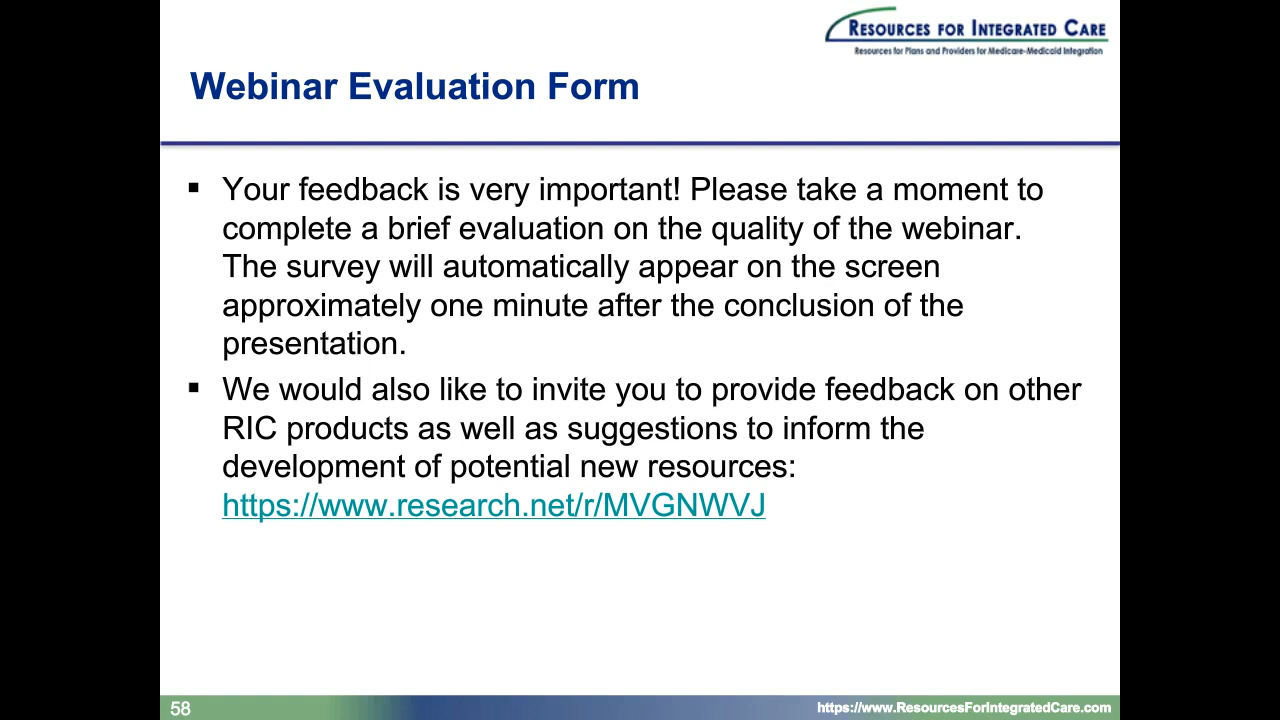 RESOURCES FOR INTEGRATED CARE
Resources for Plans and Providers for Medicare-Medicaid Integration
Webinar Evaluation Form
▪ Your feedback is very important! Please take a moment to
complete a brief evaluation on the quality of the webinar.
The survey will automatically appear on the screen
approximately one minute after the conclusion of the
presentation.
▪ We would also like to invite you to provide feedback on other
RIC products as well as suggestions to inform the
development of potential new resources:
https://www.research.net/r/MVGNWVJ
58
https://www.ResourcesForIntegratedCare.com